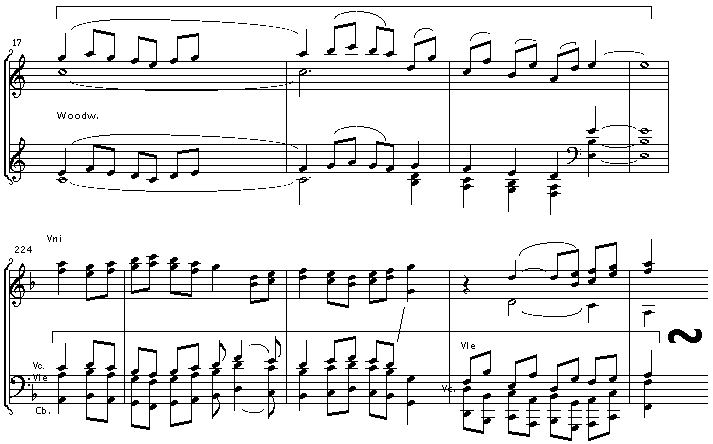 17
Woodw.
Vni
224
Vc.
Vle
Cb.
Vle
Vc.